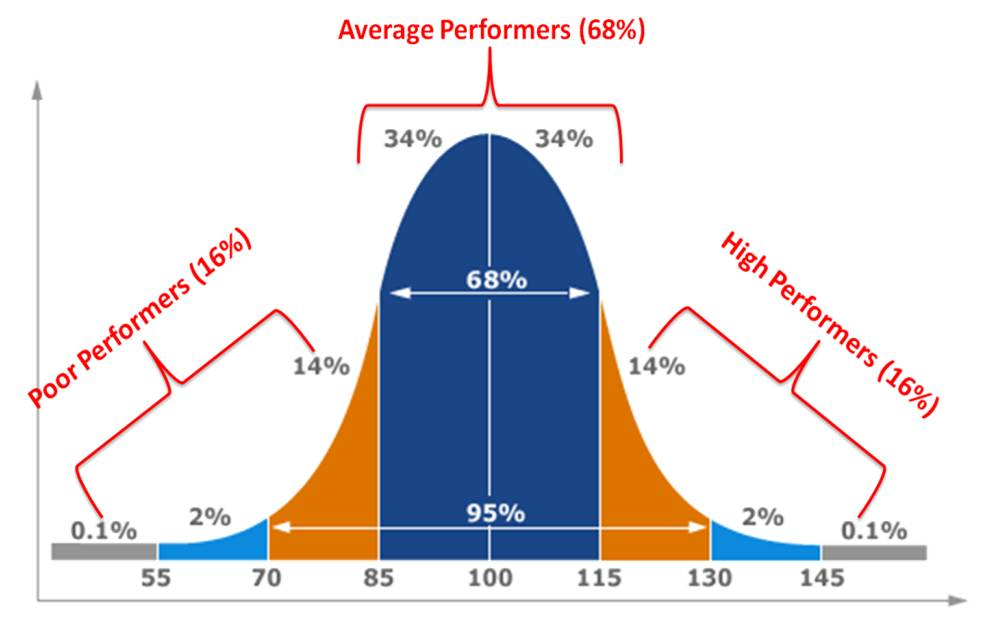 Average Performers (68%)
34% 34%
Poor Performers (16%)
High Performers (16%)
68%
14% 14%
95%
0.1% 2% 2% 0.1%
55 70 85 100 115 130 145